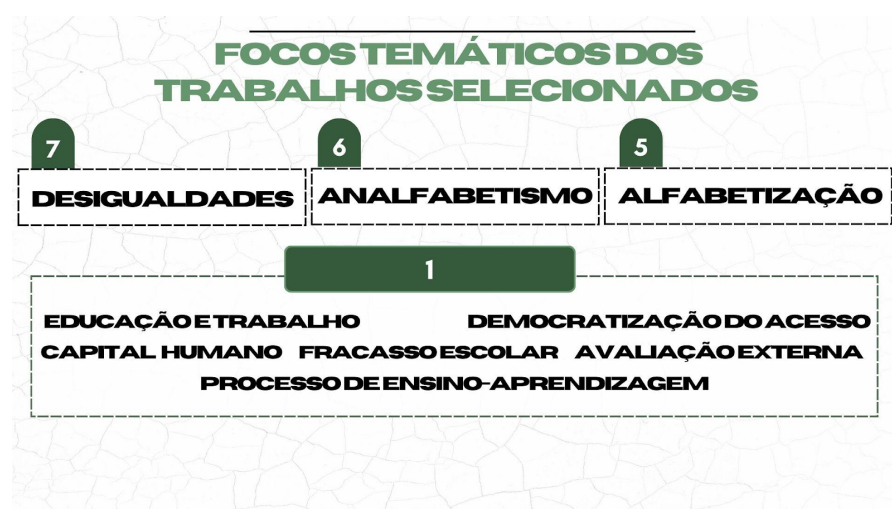 FOCOS TEMÁTICOS DOS
TRABALHOS SELECIONADOS
7
6
5
DESIGUALDADES
ANALFABETISMO
ALFABETIZAÇÃO
1
EDUCAÇÃO E TRABALHO DEMOCRATIZAÇÃO DO ACESSO
CAPITAL HUMANO FRACASSO ESCOLAR AVALIAÇÃO EXTERNA
PROCESSO DE ENSINO-APRENDIZAGEM